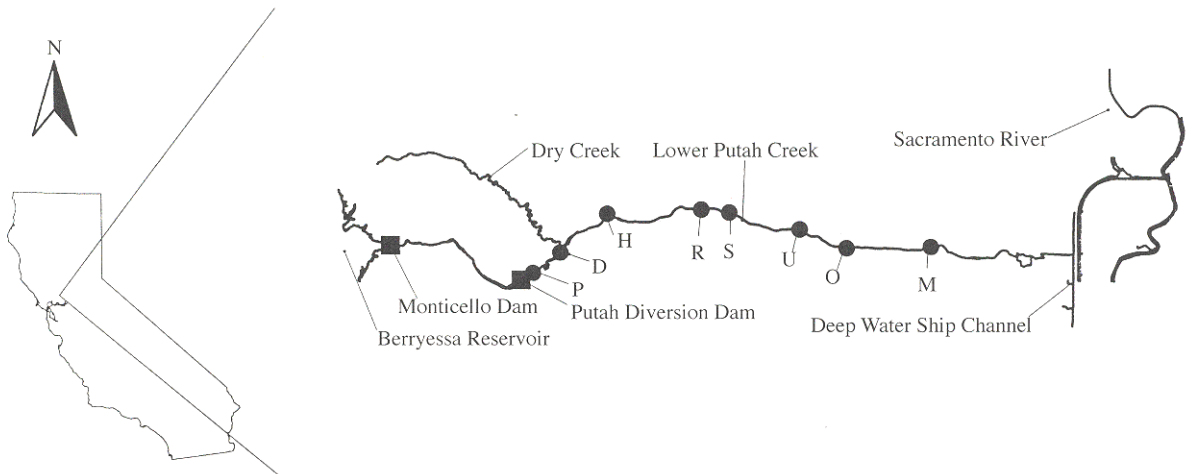 N
Dry Creek
Lower Putah Creek
Sacramento River
H
R
S
D
U
O
M
P
Monticello Dam
Putah Diversion Dam
Berryessa Reservoir
Deep Water Ship Channel